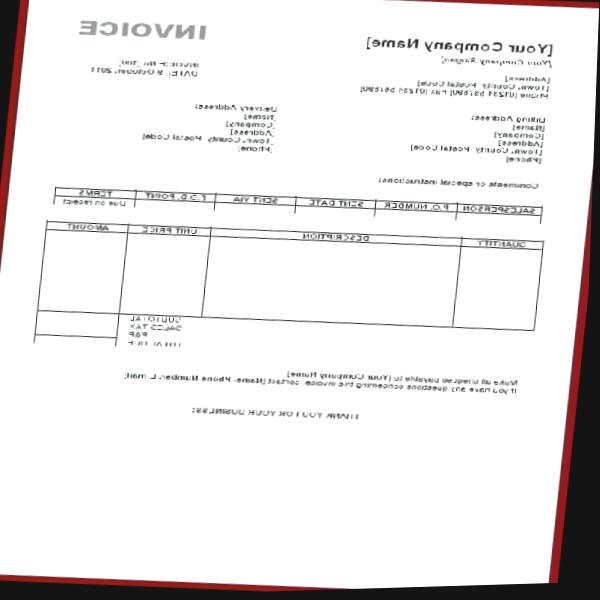 [Your Company Name]
INVOICE
[Your Company Slogan]
INVOICE No [100]
[Address]
DATE: 9 October, 2011
[Town, County Postal Code]
Phone [01234 567890] Fax [01234 567890]
Billing Address:
Delivery Address:
[Name]
[Name]
[Company]
[Company]
[Address]
[Address]
[Town, County Postal Code]
[Town, County Postal Code]
[Phone]
[Phone]
Comments or special instructions:
SALESPERSON P.O. NUMBER SENT DATE SENT VIA F.O.B. POINT TERMS
Due on receipt
QUANTITY DESCRIPTION UNIT PRICE AMOUNT
SUBTOTAL
SALES TAX
P&P
TOTAL DUE
Make all cheques payable to [Your Company Name]
If you have any questions concerning this invoice, contact [Name, Phone Number, E-mail]
THANK YOU FOR YOUR BUSINESS!